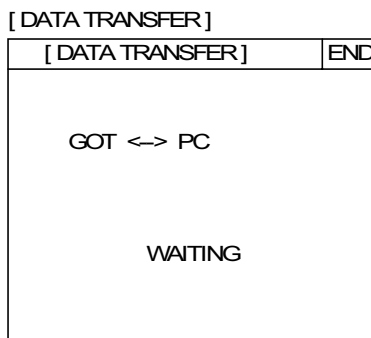 [ DATA TRANSFER ]
[ DATA TRANSFER ] END
GOT <--> PC
WAITING